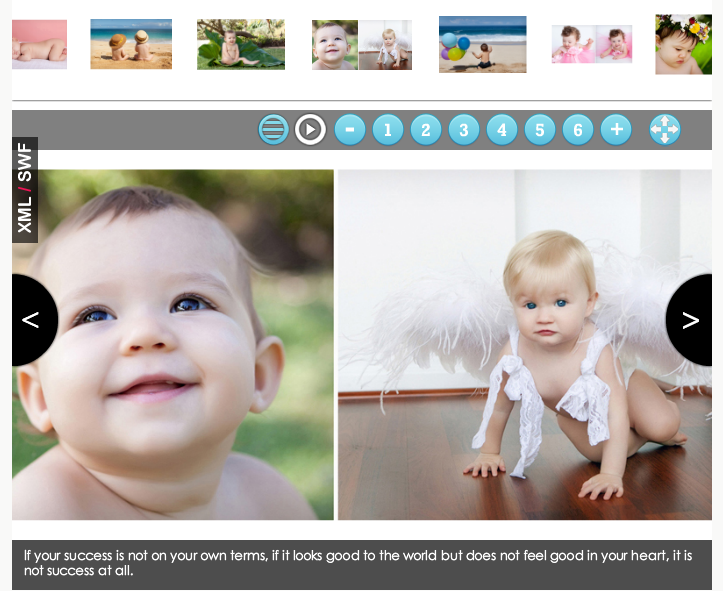 - 1 2 3 4 5 6 +
XML / SWF
< >
If your success is not on your own terms, if it looks good to the world but does not feel good in your heart, it is
not success at all.